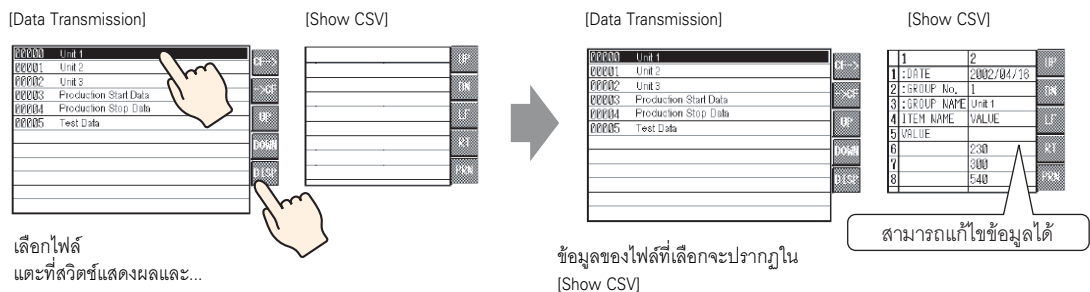 [Data Transmission]
[Show CSV]
00000 Unit 1
00001 Unit 2
00002 Unit 3
00003 Production Start Data
00004 Production Stop Data
00005 Test Data
CF-->
-->CF
UP
DOWN
DISP
UP
DN
LF
RT
PRN
เลือกไฟล์
แตะที่สวิตช์แสดงผลและ...
[Data Transmission]
[Show CSV]
00000 Unit 1
00001 Unit 2
00002 Unit 3
00003 Production Start Data
00004 Production Stop Data
00005 Test Data
CF-->
-->CF
UP
DOWN
DISP
1 2
1 :DATE 2002/04/16
2 :GROUP No. 1
3 :GROUP NAME Unit 1
4 ITEM NAME VALUE
5 VALUE
6 230
7 300
8 540
UP
DN
LF
RT
PRN
สามารถแก้ไขข้อมูลได้
ข้อมูลของไฟล์ที่เลือกจะปรากฏใน
[Show CSV]